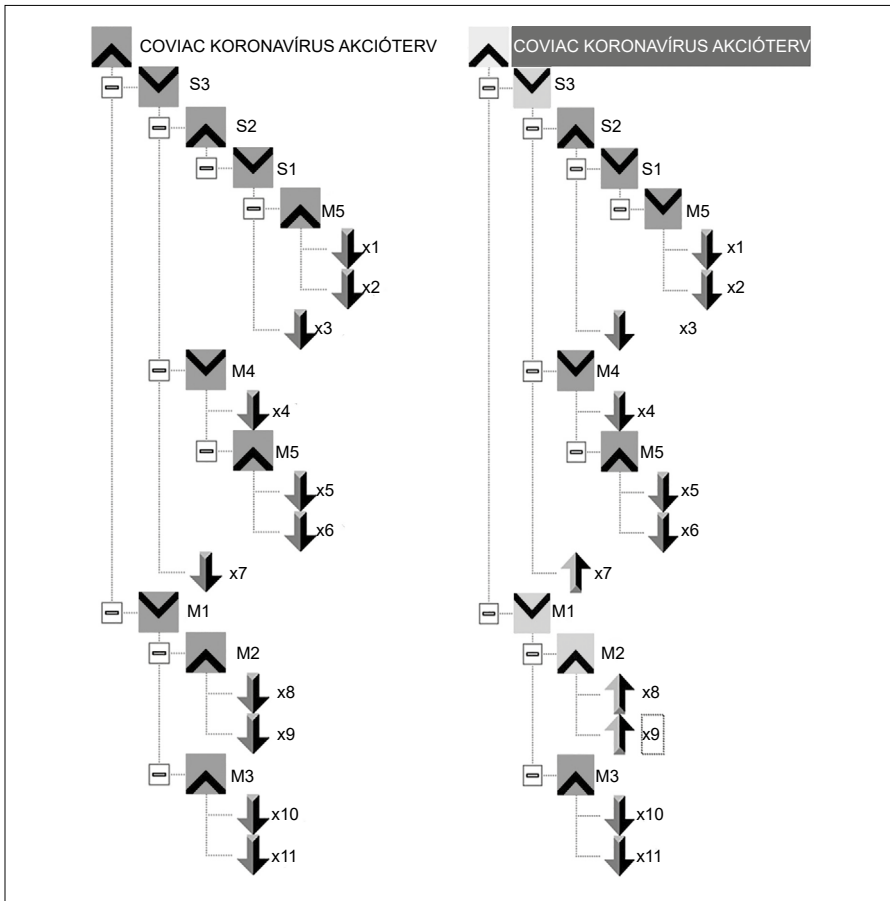 COVIAC KORONAVÍRUS AKCIÓTERV
S3
S2
S1
M5
x1
x2
x3
M4
x4
M5
x5
x6
x7
M1
M2
x8
x9
M3
x10
x11
COVIAC KORONAVÍRUS AKCIÓTERV
S3
S2
S1
M5
x1
x2
x3
M4
x4
M5
x5
x6
x7
M1
M2
x8
x9
M3
x10
x11